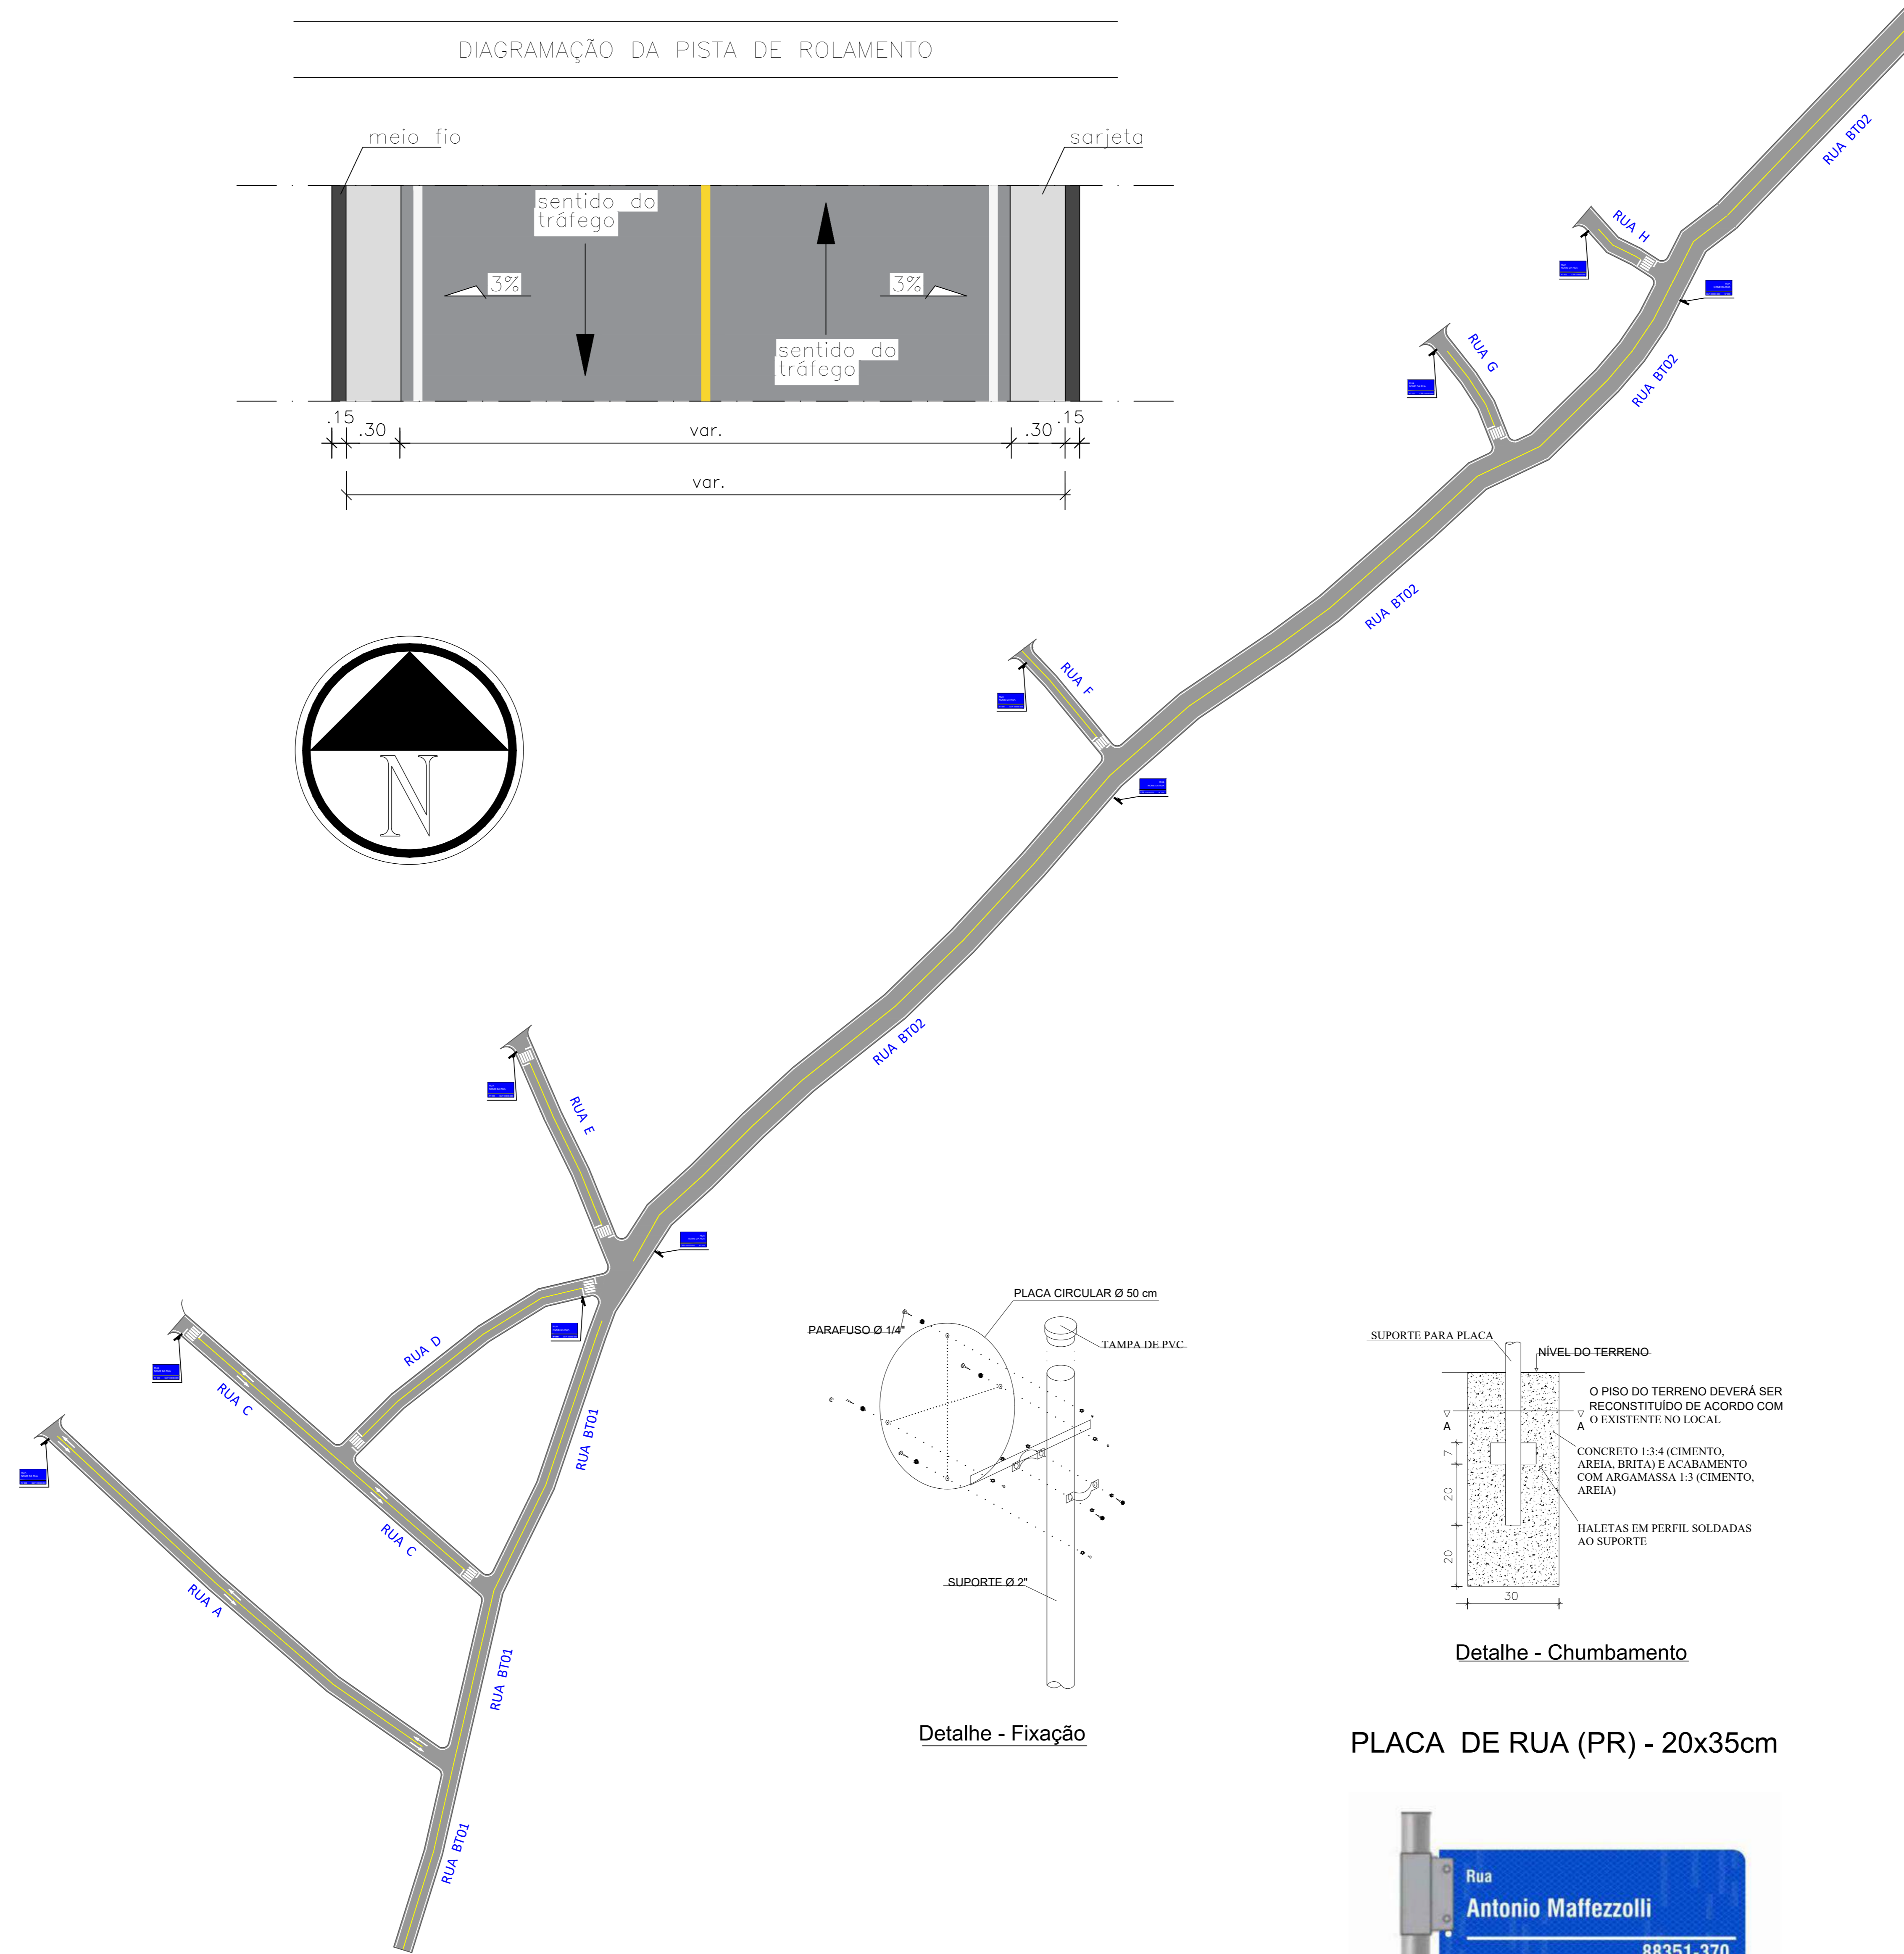 DIAGRAMAÇÃO DA PISTA DE ROLAMENTO
meio fio
sarjeta
sentido do
tráfego
3%
3%
sentido do
tráfego
.15
.30
var.
.30
.15
var.
N
RUA BT02
RUA H
RUA G
RUA BT02
RUA BT02
RUA F
RUA BT02
RUA E
RUA D
RUA C
RUA BT01
RUA C
RUA A
RUA BT01
RUA BT01
PLACA CIRCULAR Ø 50 cm
PARAFUSO Ø 1/4"
TAMPA DE PVC
SUPORTE Ø 2"
Detalhe - Fixação
SUPORTE PARA PLACA
NÍVEL DO TERRENO
O PISO DO TERRENO DEVERÁ SER
RECONSTITUÍDO DE ACORDO COM
O EXISTENTE NO LOCAL
A
A
CONCRETO 1:3:4 (CIMENTO,
AREIA, BRITA) E ACABAMENTO
COM ARGAMASSA 1:3 (CIMENTO,
AREIA)
7
20
HALETAS EM PERFIL SOLDADAS
AO SUPORTE
20
30
Detalhe - Chumbamento
PLACA DE RUA (PR) - 20x35cm
Rua
Antonio Maffezzolli
88351-370